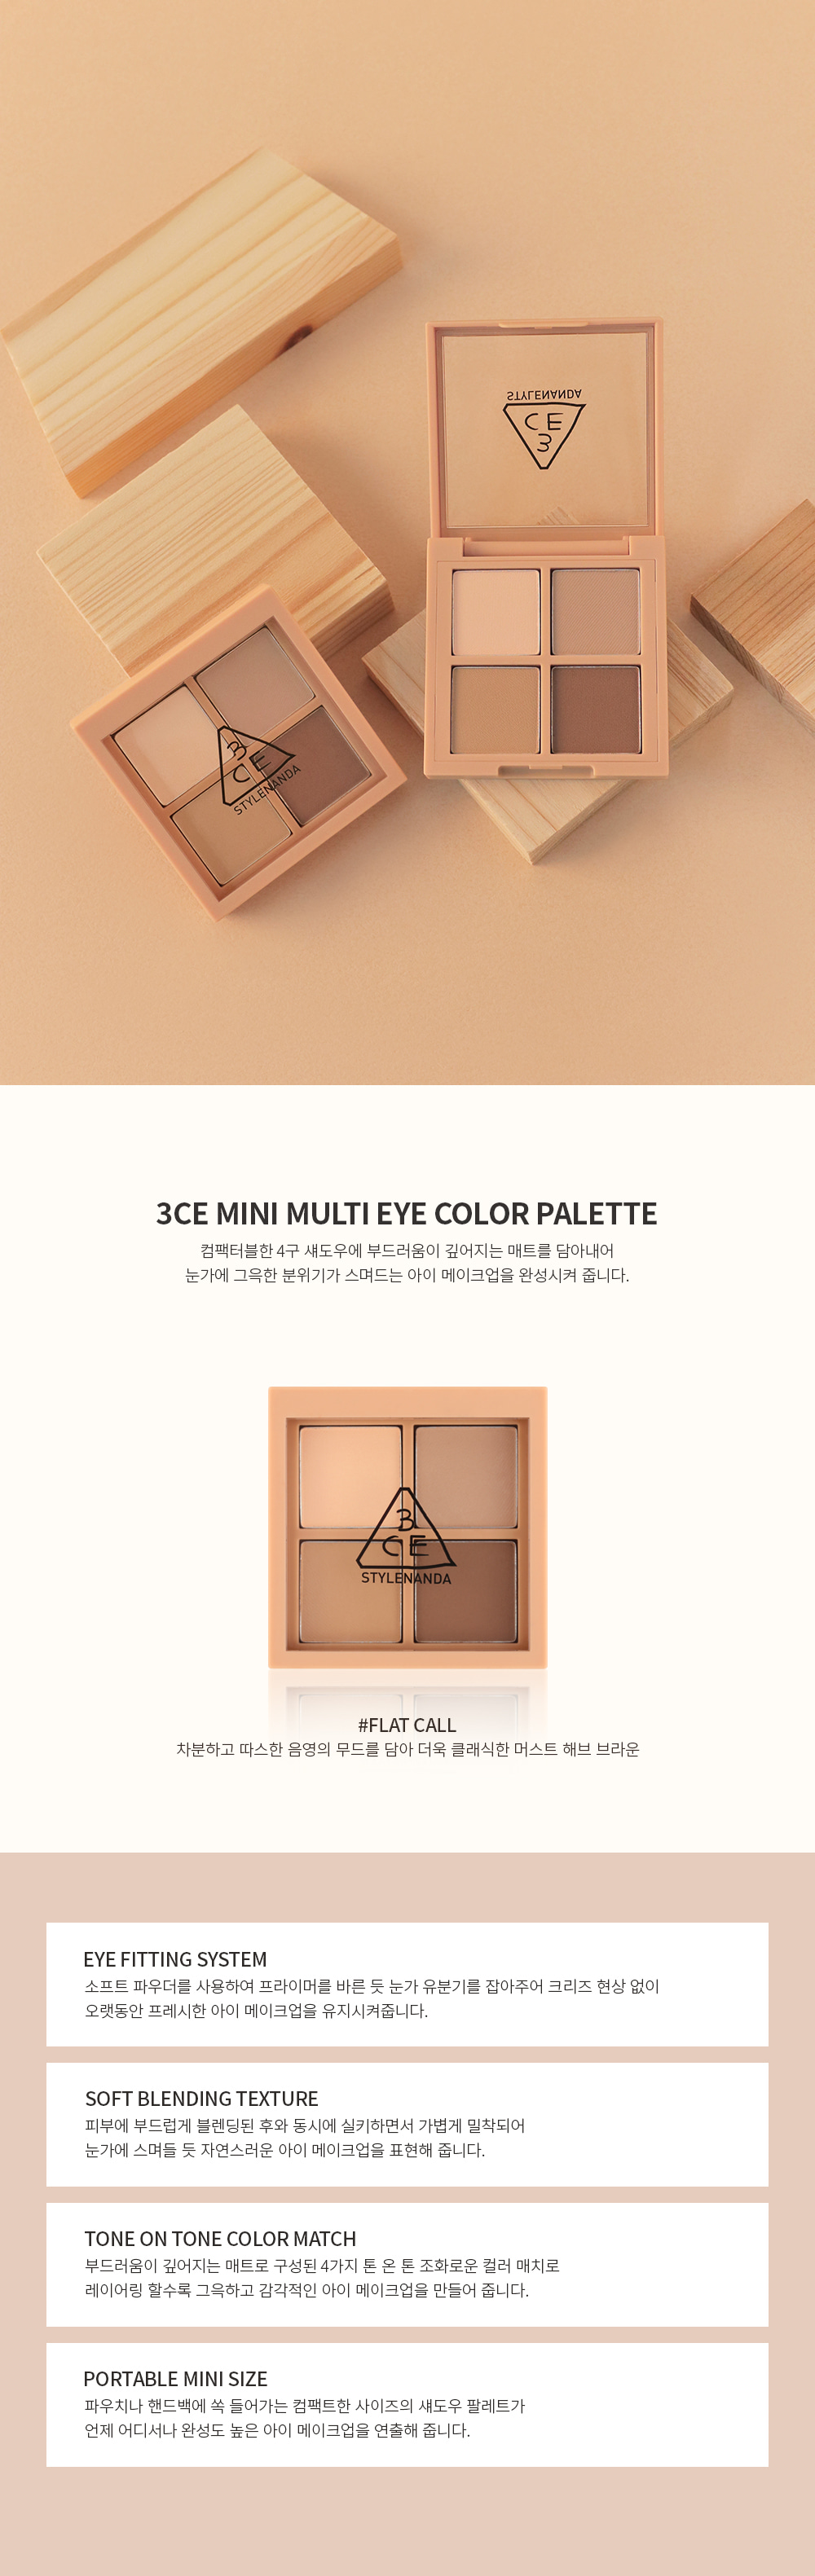 STYLENANDA
3CE
3CE
STYLENANDA
3CE MINI MULTI EYE COLOR PALETTE
컴팩터블한 4구 섀도우에 부드러움이 깊어지는 매트를 담아내어
눈가에 그윽한 분위기가 스며드는 아이 메이크업을 완성시켜 줍니다.
3CE
STYLENANDA
#FLAT CALL
차분하고 따스한 음영의 무드를 담아 더욱 클래식한 머스트 해브 브라운
EYE FITTING SYSTEM
소프트 파우더를 사용하여 프라이머를 바른 듯 눈가 유분기를 잡아주어 크리즈 현상 없이
오랫동안 프레시한 아이 메이크업을 유지시켜줍니다.
SOFT BLENDING TEXTURE
피부에 부드럽게 블렌딩된 후와 동시에 실키하면서 가볍게 밀착되어
눈가에 스며들 듯 자연스러운 아이 메이크업을 표현해 줍니다.
TONE ON TONE COLOR MATCH
부드러움이 깊어지는 매트로 구성된 4가지 톤 온 톤 조화로운 컬러 매치로
레이어링 할수록 그윽하고 감각적인 아이 메이크업을 만들어 줍니다.
PORTABLE MINI SIZE
파우치나 핸드백에 쏙 들어가는 컴팩트한 사이즈의 섀도우 팔레트가
언제 어디서나 완성도 높은 아이 메이크업을 연출해 줍니다.